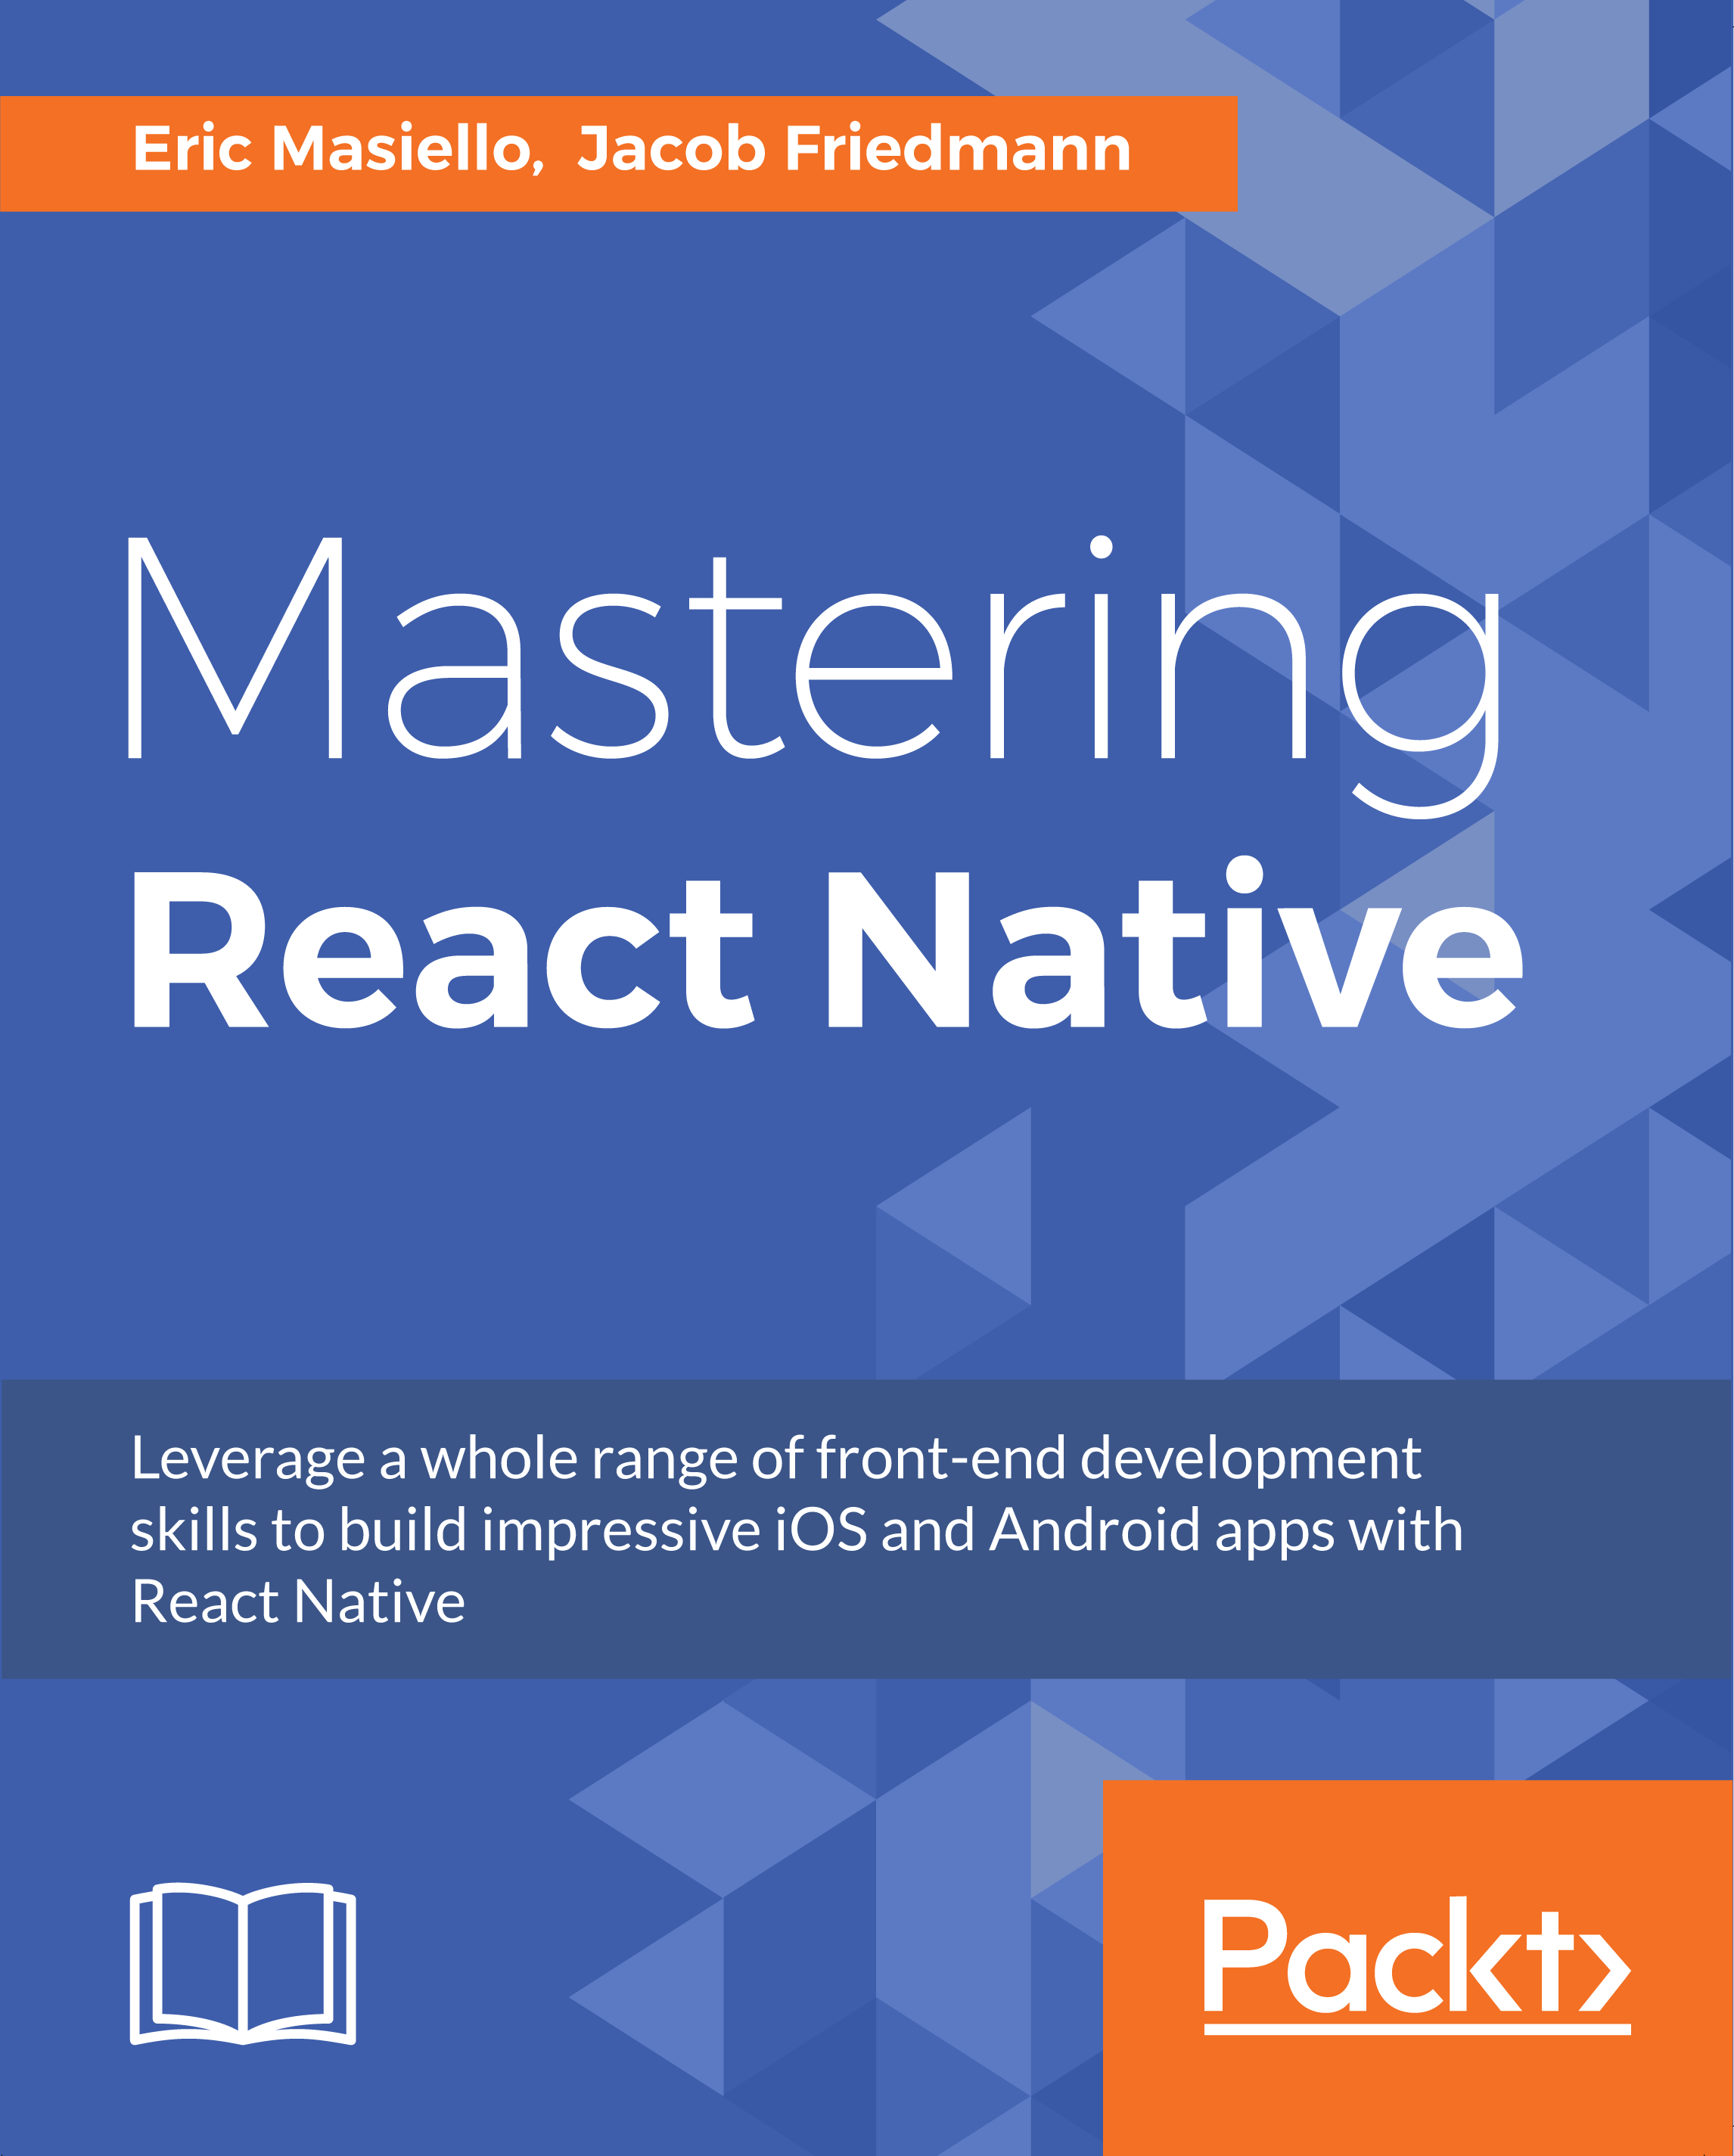 Eric Masiello, Jacob Friedmann
Mastering
React Native
Leverage a whole range of front-end development
skills to build impressive iOS and Android apps with
React Native
Packt>